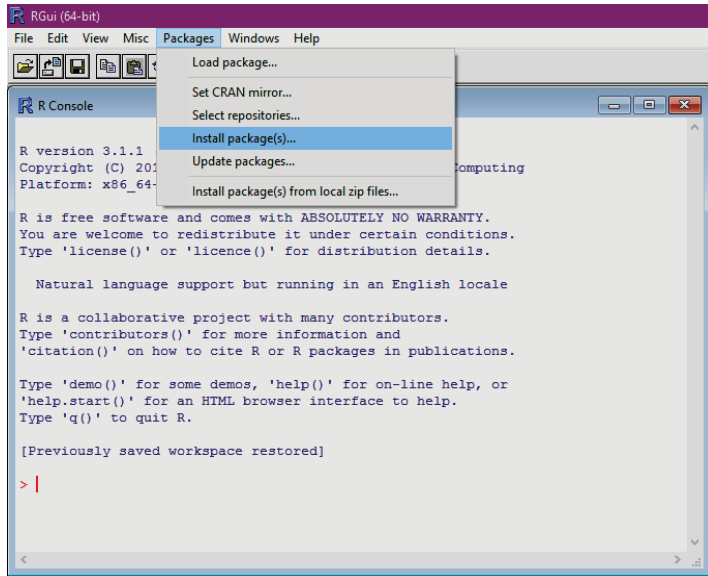 RGui (64-bit)
File Edit View Misc Packages Windows Help
Load package...
Set CRAN mirror...
Select repositories...
Install package(s)...
Update packages...
Install package(s) from local zip files...
R Console
R version 3.1.1
Copyright (C) 201 Computing
Platform: x86_64-
R is free software and comes with ABSOLUTELY NO WARRANTY.
You are welcome to redistribute it under certain conditions.
Type 'license()' or 'licence()' for distribution details.
Natural language support but running in an English locale
R is a collaborative project with many contributors.
Type 'contributors()' for more information and
'citation()' on how to cite R or R packages in publications.
Type 'demo()' for some demos, 'help()' for on-line help, or
'help.start()' for an HTML browser interface to help.
Type 'q()' to quit R.
[Previously saved workspace restored]
>